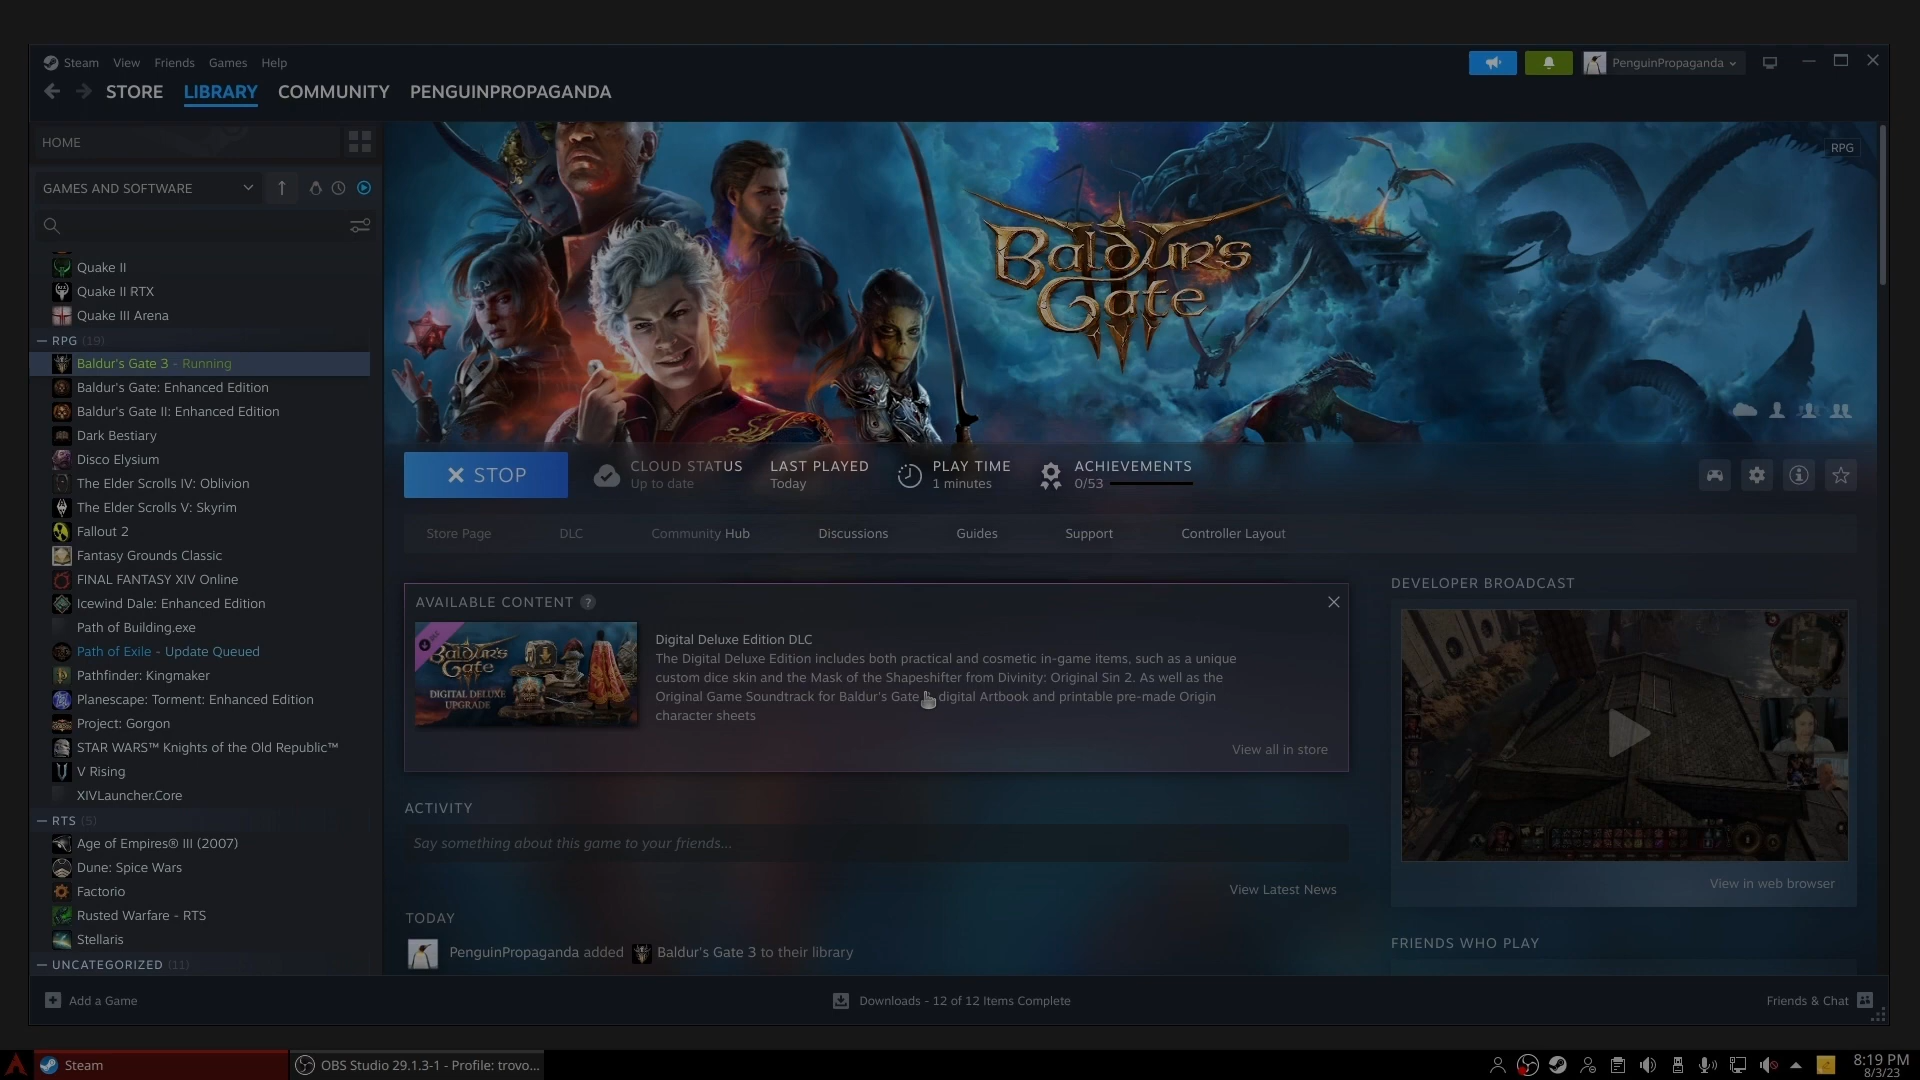 Steam View Friends Games Help
PenguinPropaganda
STORE LIBRARY COMMUNITY PENGUINPROPAGANDA
HOME
GAMES AND SOFTWARE
Quake II
Quake II RTX
Quake III Arena
— RPG (19)
Baldur's Gate 3 - Running
Baldur's Gate: Enhanced Edition
Baldur's Gate II: Enhanced Edition
Dark Bestiary
Disco Elysium
The Elder Scrolls IV: Oblivion
The Elder Scrolls V: Skyrim
Fallout 2
Fantasy Grounds Classic
FINAL FANTASY XIV Online
Icewind Dale: Enhanced Edition
Path of Building.exe
Path of Exile - Update Queued
Pathfinder: Kingmaker
Planescape: Torment: Enhanced Edition
Project: Gorgon
STAR WARS™ Knights of the Old Republic™
V Rising
XIVLauncher.Core
— RTS (5)
Age of Empires® III (2007)
Dune: Spice Wars
Factorio
Rusted Warfare - RTS
Stellaris
— UNCATEGORIZED (11)
RPG
Baldur's
Gate
III
STOP
CLOUD STATUS
Up to date
LAST PLAYED
Today
PLAY TIME
1 minutes
ACHIEVEMENTS
0/53
Store Page DLC Community Hub Discussions Guides Support Controller Layout
AVAILABLE CONTENT ?
DLC
Baldur's
Gate
DIGITAL DELUXE
UPGRADE
Digital Deluxe Edition DLC
The Digital Deluxe Edition includes both practical and cosmetic in-game items, such as a unique
custom dice skin and the Mask of the Shapeshifter from Divinity: Original Sin 2. As well as the
Original Game Soundtrack for Baldur's Gate digital Artbook and printable pre-made Origin
character sheets
View all in store
ACTIVITY
Say something about this game to your friends...
View Latest News
TODAY
PenguinPropaganda added Baldur's Gate 3 to their library
DEVELOPER BROADCAST
View in web browser
FRIENDS WHO PLAY
Add a Game
Downloads - 12 of 12 Items Complete
Friends & Chat
Steam
OBS Studio 29.1.3-1 - Profile: trovo...
8:19 PM
8/3/23